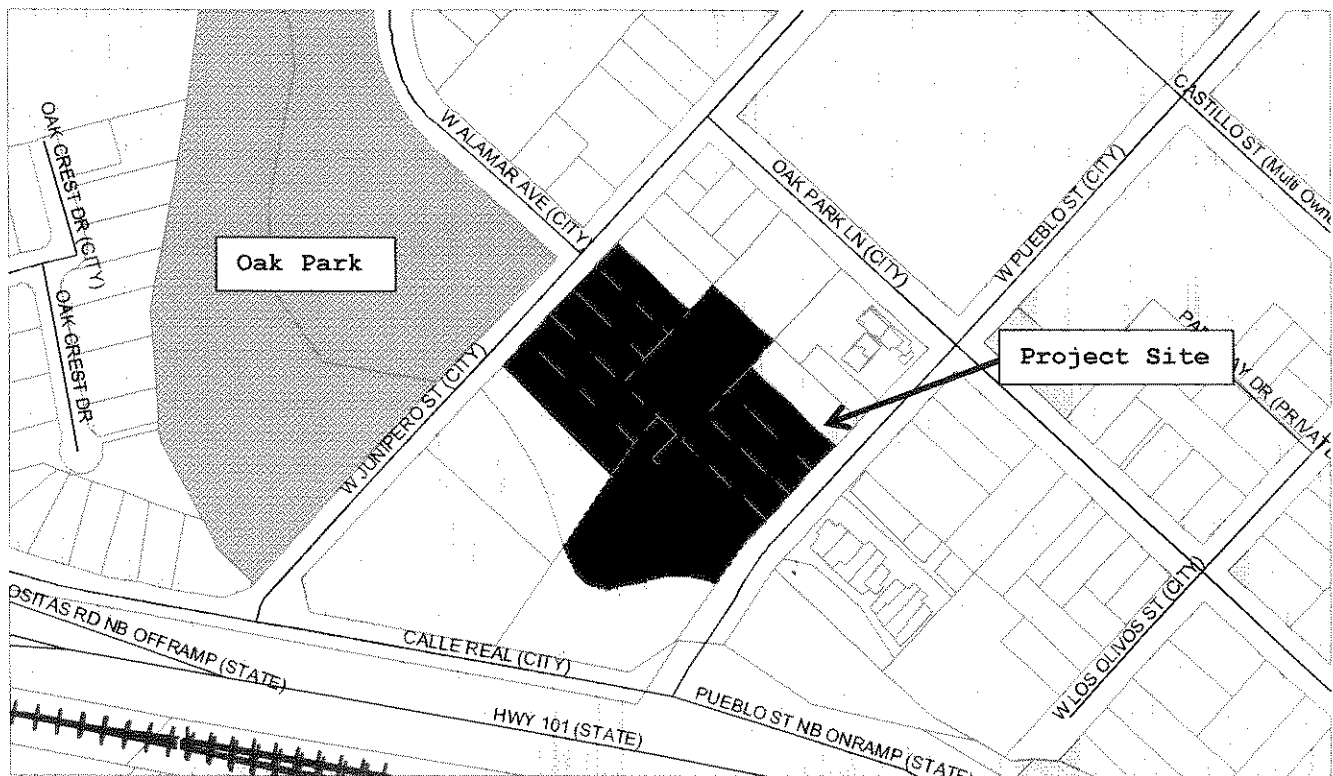 CASTILLO ST (Multi Own
OAK CREST DR (CITY)
W ALAMAR AVE (CITY)
OAK PARK LN (CITY)
W PUEBLO ST (CITY)
Oak Park
OAK CREST DR
Project Site
W JUNIPERO ST (CITY)
W LOS OLIVOS ST (CITY)
OSITAS RD NB OFFRAMP (STATE)
CALLE REAL (CITY)
HWY 101 (STATE)
PUEBLO ST NB ONRAMP (STATE)